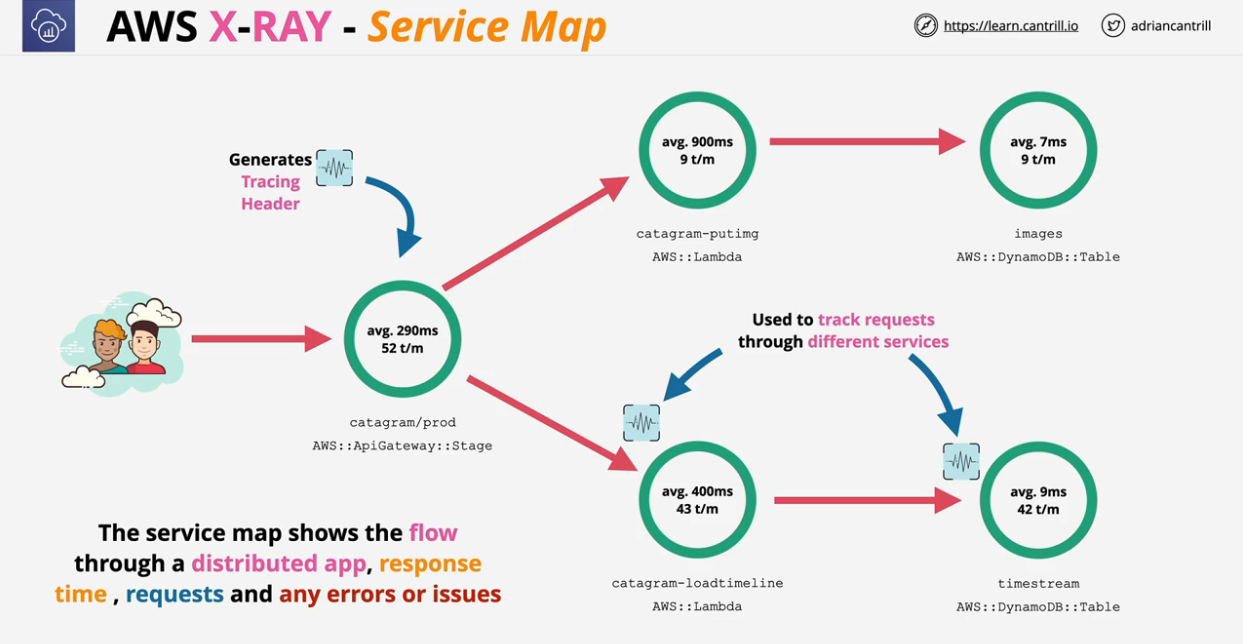 AWS X-RAY - Service Map
https://learn.cantrill.io
adriancantrill
Generates
Tracing
Header
avg. 900ms
9 t/m
catagram-putimg
AWS::Lambda
avg. 7ms
9 t/m
images
AWS::DynamoDB::Table
avg. 290ms
52 t/m
catagram/prod
AWS::ApiGateway::Stage
Used to track requests
through different services
avg. 400ms
43 t/m
catagram-loadtimeline
AWS::Lambda
avg. 9ms
42 t/m
timestream
AWS::DynamoDB::Table
The service map shows the flow
through a distributed app, response
time , requests and any errors or issues